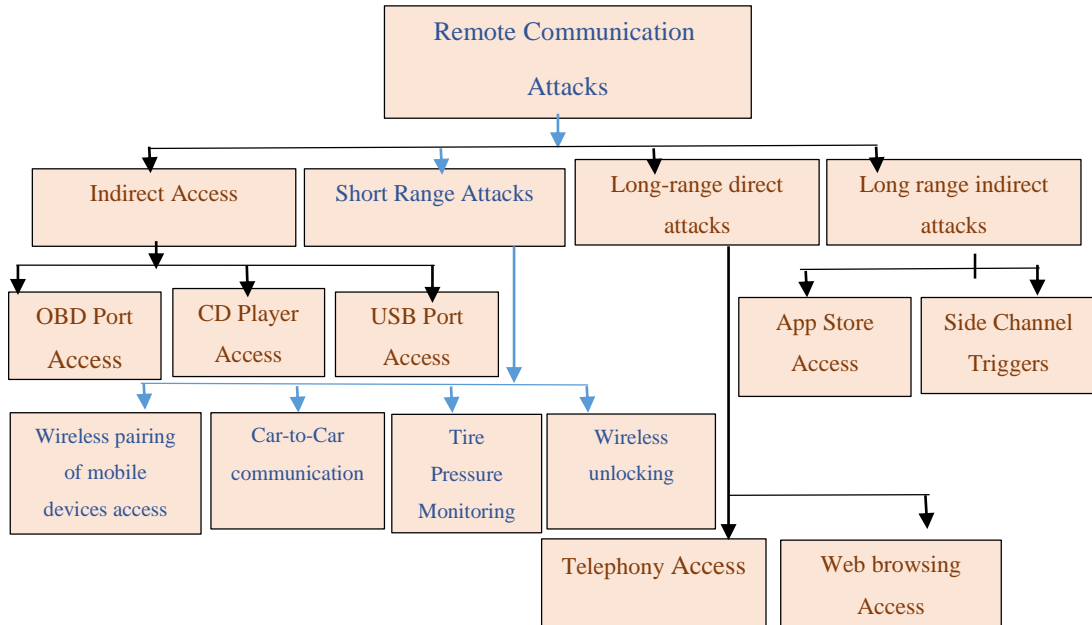 Remote Communication
Attacks
Indirect Access
Short Range Attacks
Long-range direct
attacks
Long range indirect
attacks
OBD Port
Access
CD Player
Access
USB Port
Access
App Store
Access
Side Channel
Triggers
Wireless pairing
of mobile
devices access
Car-to-Car
communication
Tire
Pressure
Monitoring
Wireless
unlocking
Telephony Access
Web browsing
Access